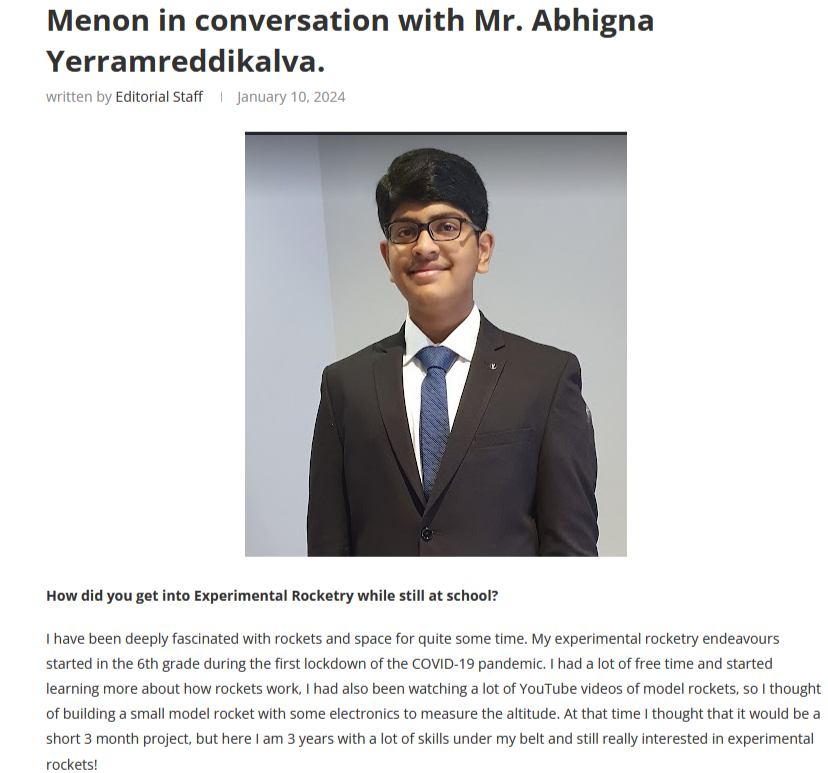 Menon in conversation with Mr. Abhigna
Yerramreddikalva.
written by Editorial Staff | January 10, 2024
How did you get into Experimental Rocketry while still at school?
I have been deeply fascinated with rockets and space for quite some time. My experimental rocketry endeavours
started in the 6th grade during the first lockdown of the COVID-19 pandemic. I had a lot of free time and started
learning more about how rockets work, I had also been watching a lot of YouTube videos of model rockets, so I thought
of building a small model rocket with some electronics to measure the altitude. At that time I thought that it would be a
short 3 month project, but here I am 3 years with a lot of skills under my belt and still really interested in experimental
rockets!